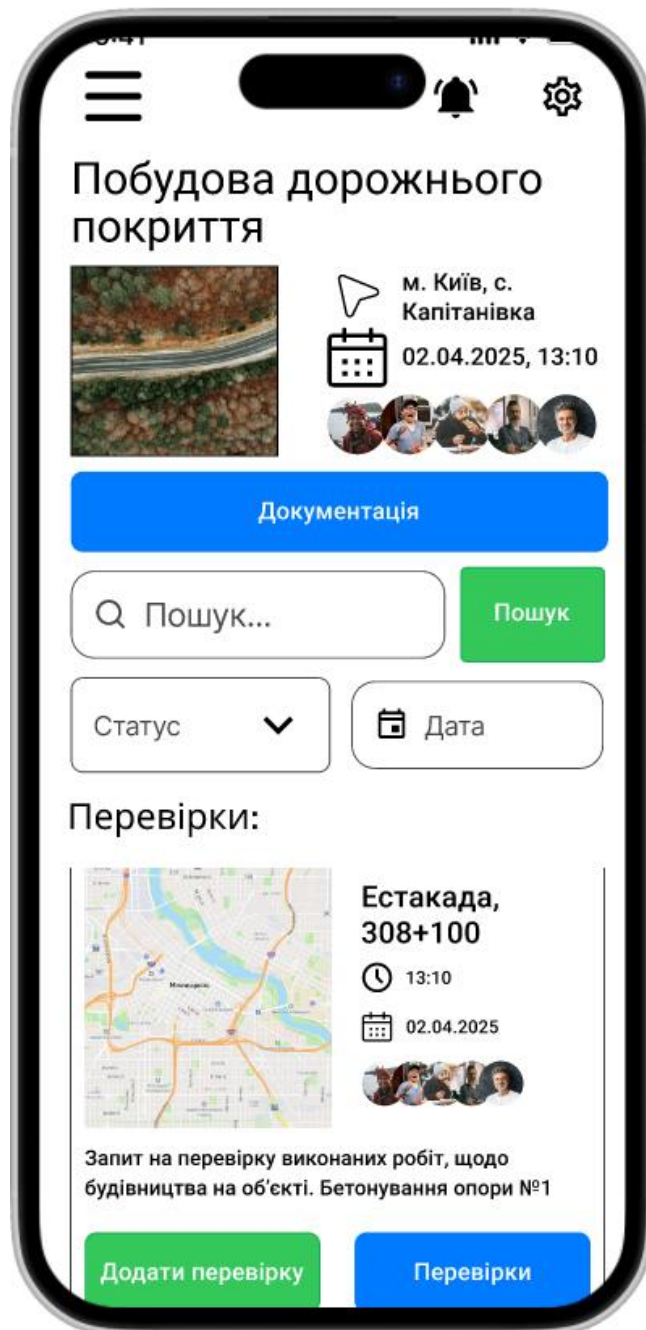 Побудова дорожнього
покриття
м. Київ, с.
Капітанівка
02.04.2025, 13:10
Документація
Пошук...
Пошук
Статус
Дата
Перевірки:
Естакада,
308+100
13:10
02.04.2025
Запит на перевірку виконаних робіт, щодо
будівництва на об’єкті. Бетонування опори №1
Додати перевірку
Перевірки